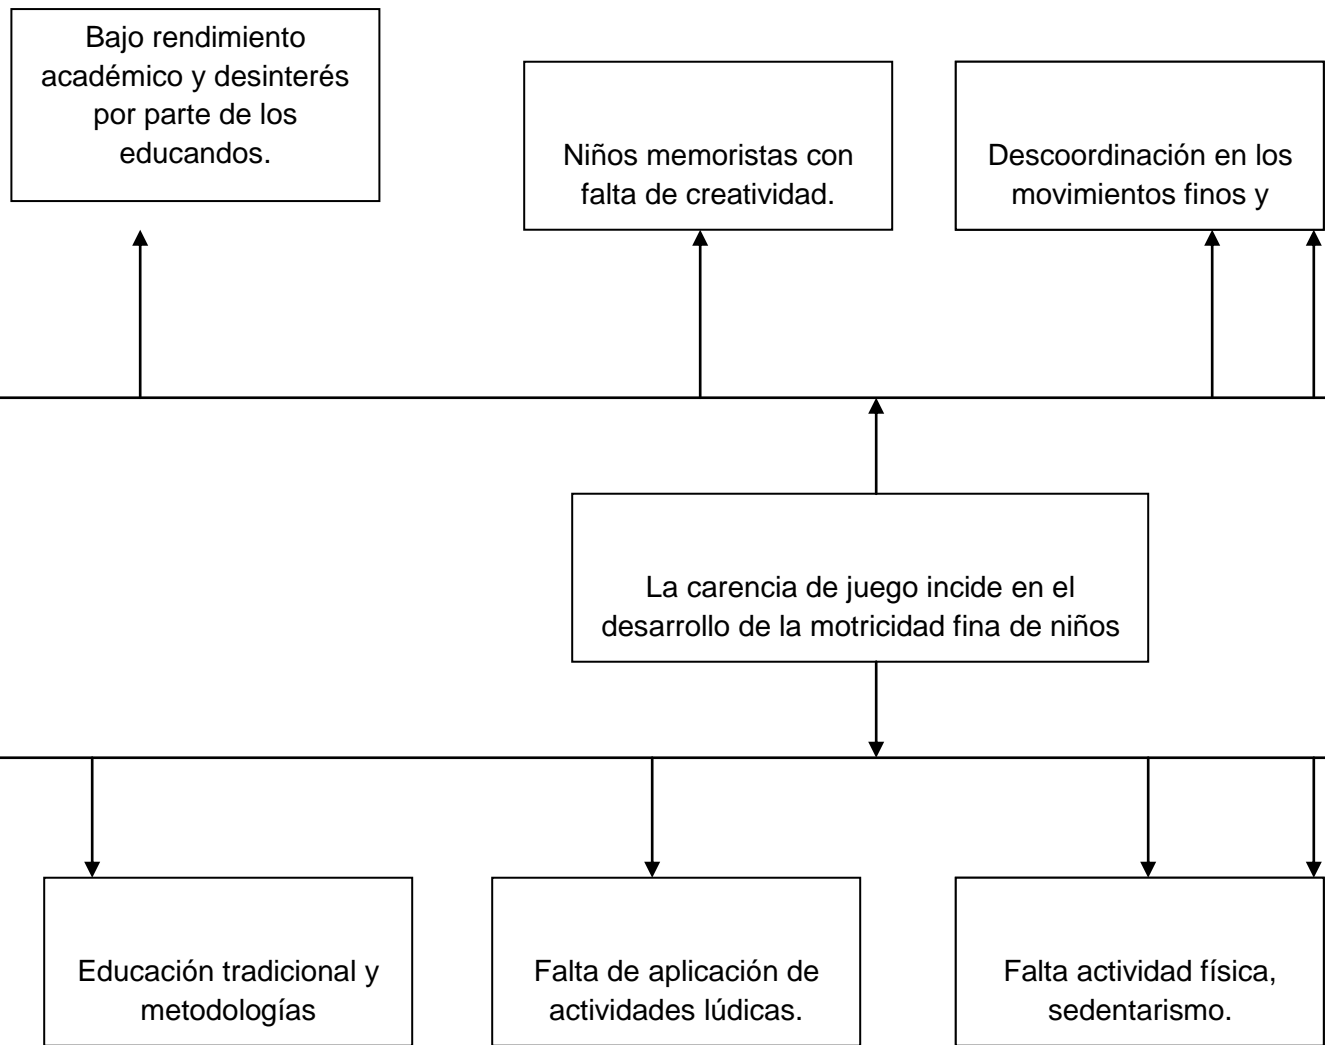 Bajo rendimiento
académico y desinterés
por parte de los
educandos.
Niños memoristas con
falta de creatividad.
Descoordinación en los
movimientos finos y
La carencia de juego incide en el
desarrollo de la motricidad fina de niños
Educación tradicional y
metodologías
Falta de aplicación de
actividades lúdicas.
Falta actividad física,
sedentarismo.